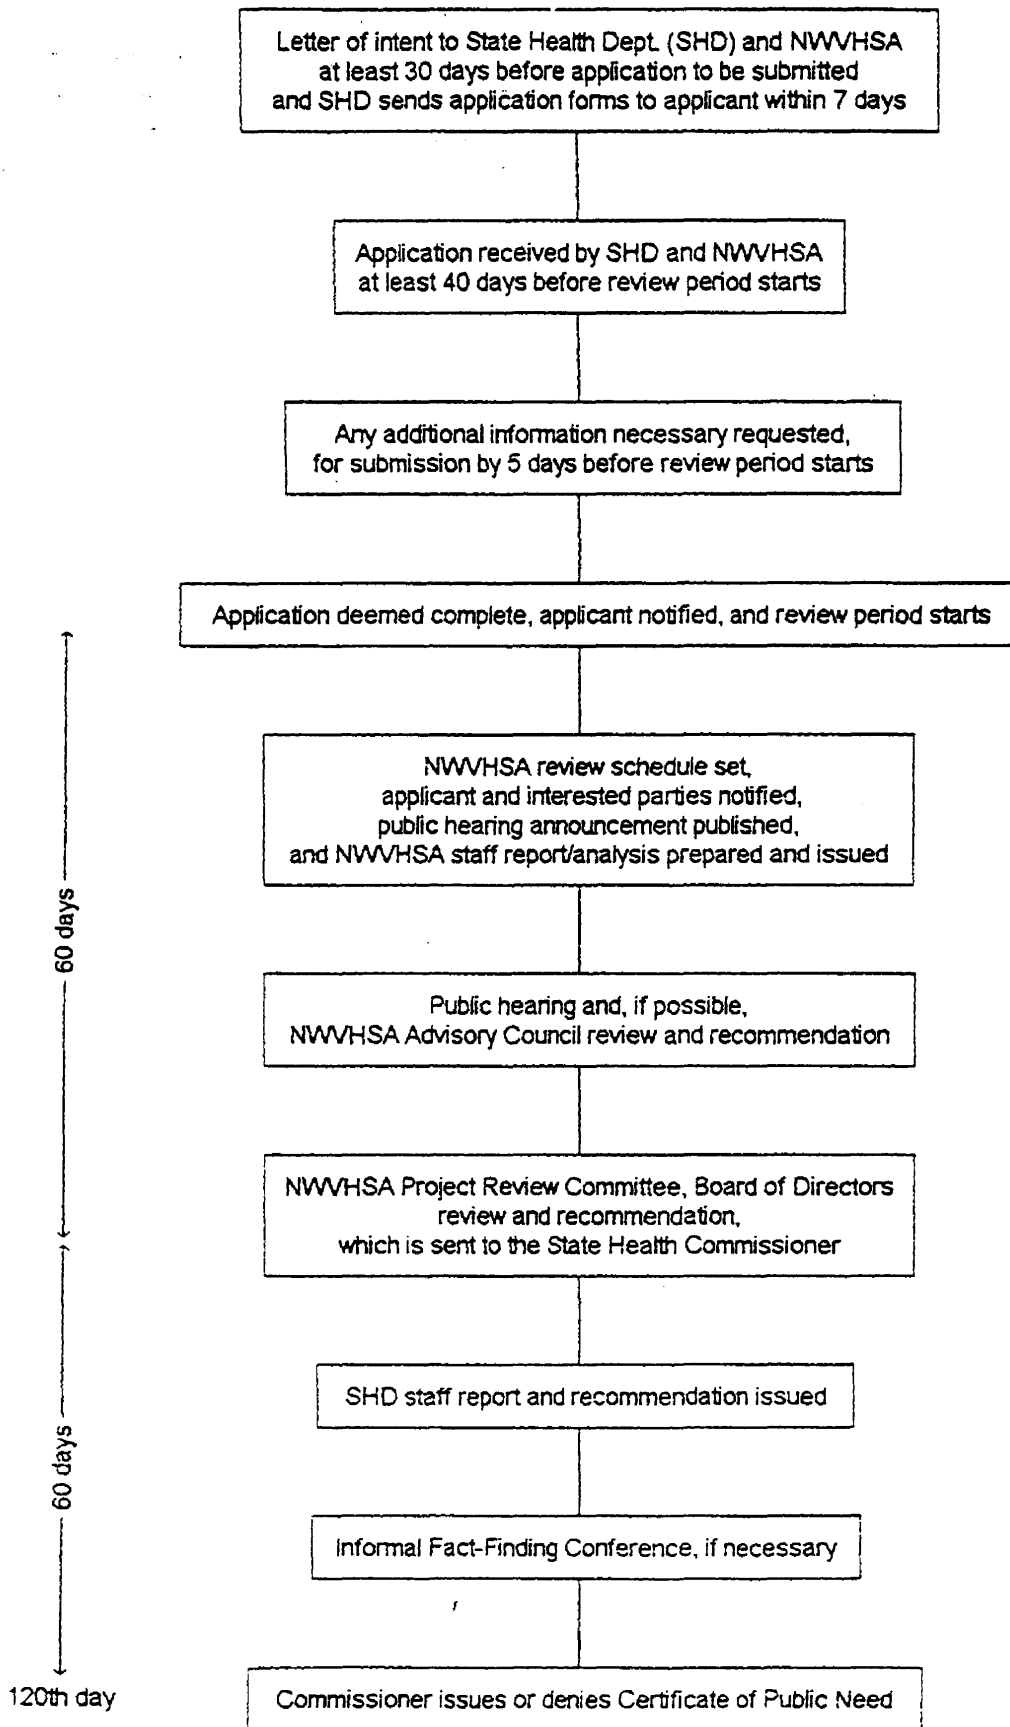 Letter of intent to State Health Dept. (SHD) and NWVHSA
at least 30 days before application to be submitted
and SHD sends application forms to applicant within 7 days
Application received by SHD and NWVHSA
at least 40 days before review period starts
Any additional information necessary requested,
for submission by 5 days before review period starts
Application deemed complete, applicant notified, and review period starts
NWVHSA review schedule set,
applicant and interested parties notified,
public hearing announcement published,
and NWVHSA staff report/analysis prepared and issued
60 days
Public hearing and, if possible,
NWVHSA Advisory Council review and recommendation
NWVHSA Project Review Committee, Board of Directors
review and recommendation,
which is sent to the State Health Commissioner
SHD staff report and recommendation issued
60 days
Informal Fact-Finding Conference, if necessary
120th day
Commissioner issues or denies Certificate of Public Need